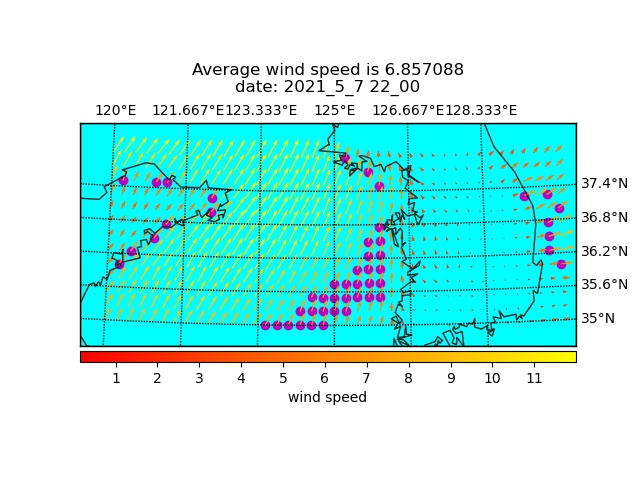 Average wind speed is 6.857088
date: 2021_5_7 22_00
120°E 121.667°E 123.333°E 125°E 126.667°E 128.333°E
37.4°N
36.8°N
36.2°N
35.6°N
35°N
1 2 3 4 5 6 7 8 9 10 11
wind speed